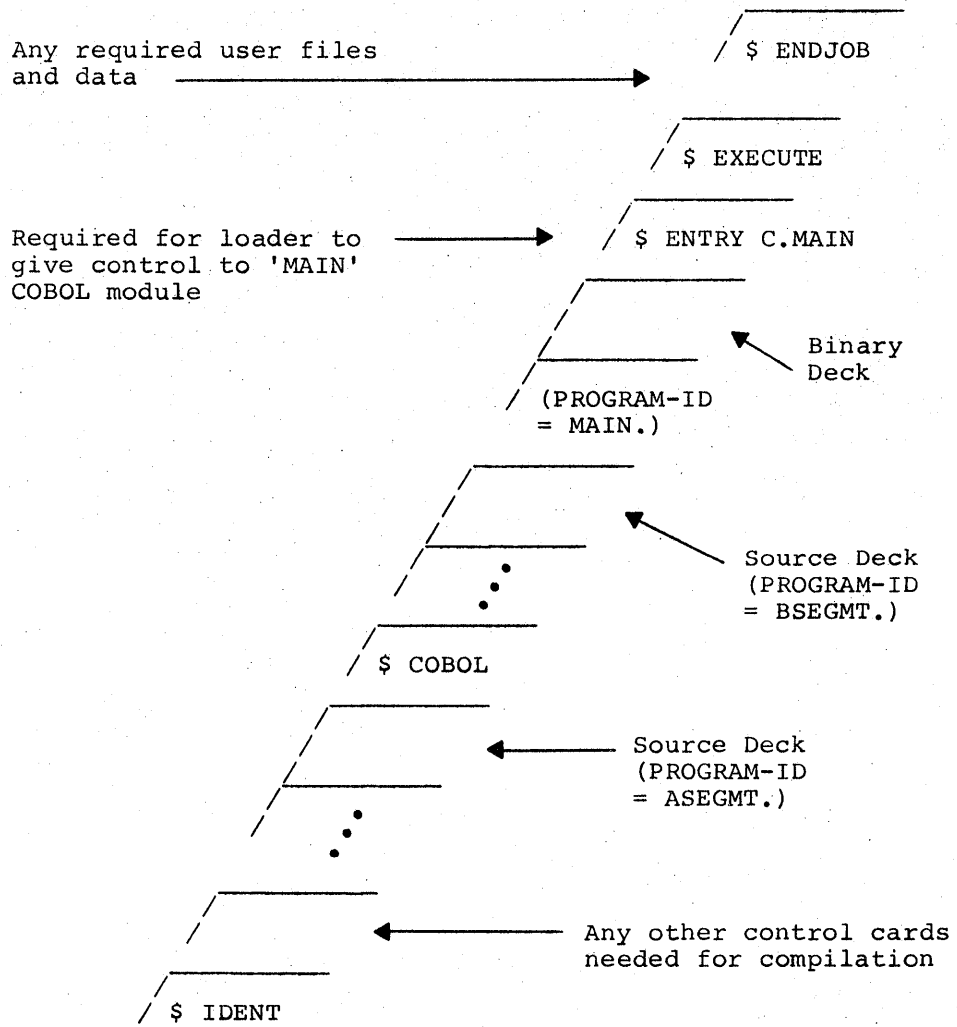 $ ENDJOB
Any required user files
and data
$ EXECUTE
$ ENTRY C.MAIN
Required for loader to
give control to 'MAIN'
COBOL module
Binary
Deck
(PROGRAM-ID
= MAIN.)
Source Deck
(PROGRAM-ID
= BSEGMT.)
$ COBOL
Source Deck
(PROGRAM-ID
= ASEGMT.)
Any other control cards
needed for compilation
$ IDENT